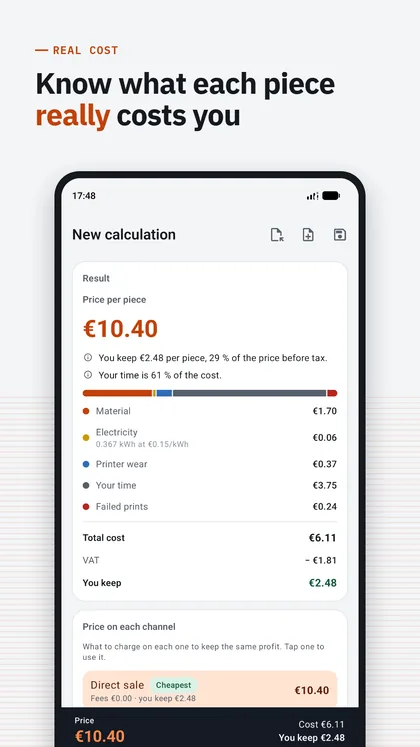 REAL COST
Know what each piece
really costs you
17:48
New calculation
Result
Price per piece
€10.40
You keep €2.48 per piece, 29 % of the price before tax.
Your time is 61 % of the cost.
Material €1.70
Electricity €0.06
0.367 kWh at €0.15/kWh
Printer wear €0.37
Your time €3.75
Failed prints €0.24
Total cost €6.11
VAT − €1.81
You keep €2.48
Price on each channel
What to charge on each one to keep the same profit. Tap one to
use it.
Direct sale Cheapest €10.40
Fees €0.00 · you keep €2.48
Price Cost €6.11
€10.40 You keep €2.48